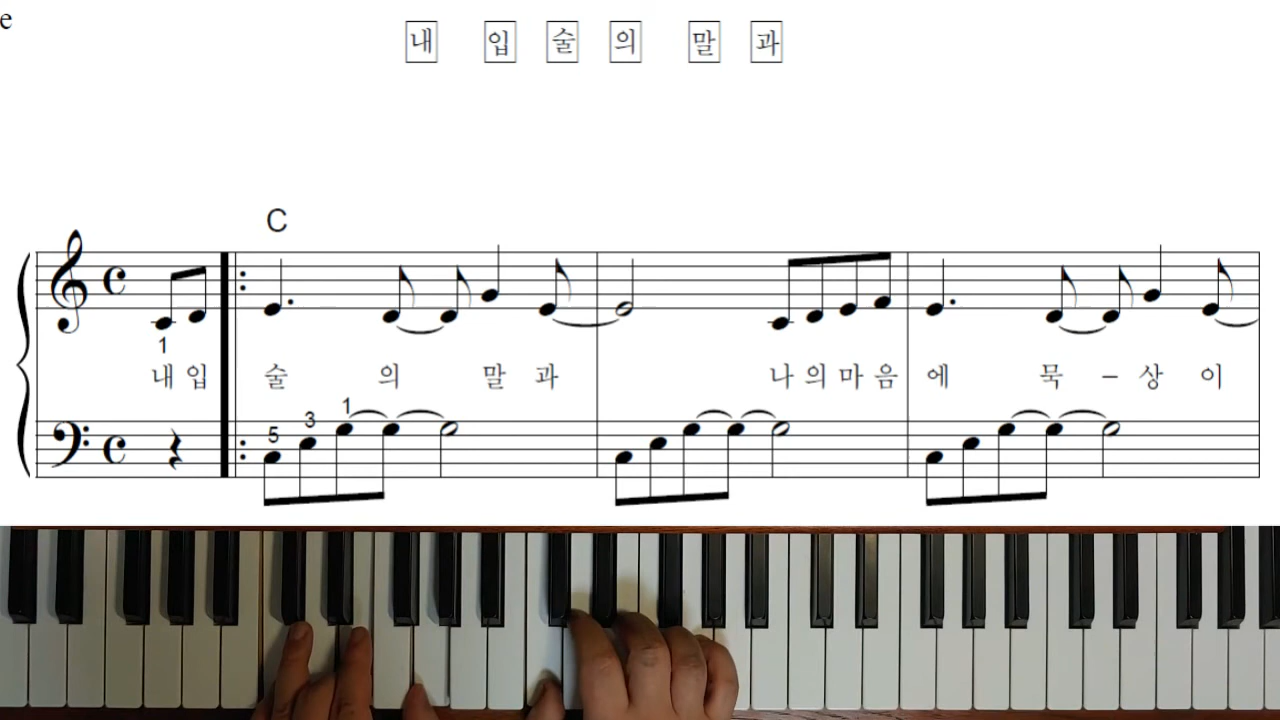 e
내 입 술 의 말 과
C
1
내 입 술 의 말 과 나 의 마 음 에 묵 – 상 이
5 3 1